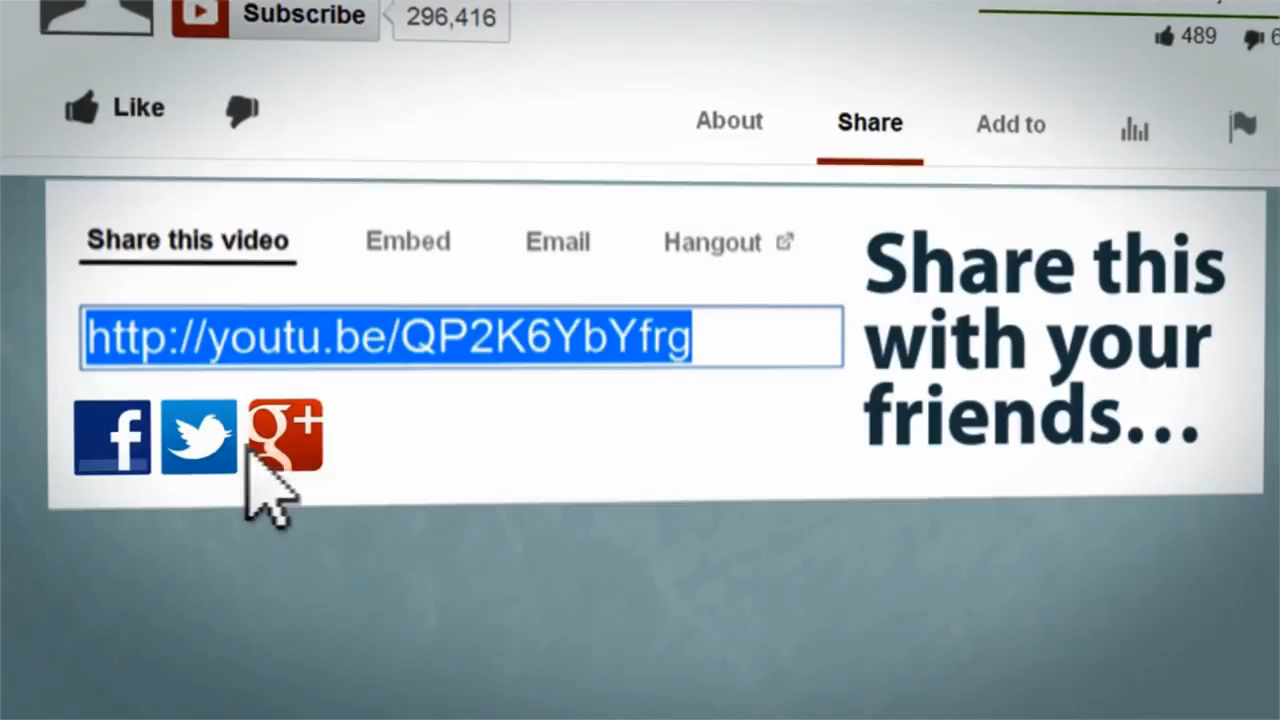 Subscribe 296,416
489 6
Like
About Share Add to
Share this video Embed Email Hangout
http://youtu.be/QP2K6YbYfrg
f g+
Share this
with your
friends...